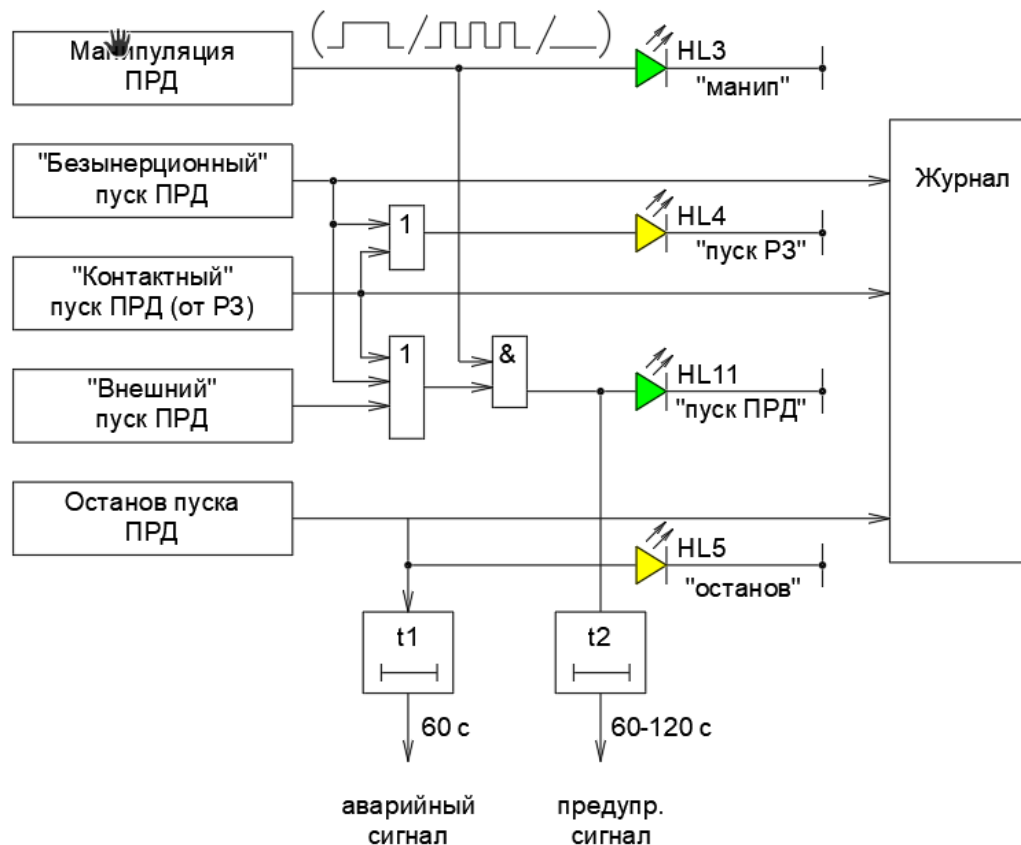 Манипуляция
ПРД
HL3
"манип"
"Безынерционный"
пуск ПРД
Журнал
1
HL4
"пуск РЗ"
"Контактный"
пуск ПРД (от РЗ)
1
&
HL11
"пуск ПРД"
"Внешний"
пуск ПРД
Останов пуска
ПРД
HL5
"останов"
t1
t2
60 с
60-120 с
аварийный
сигнал
предупр.
сигнал